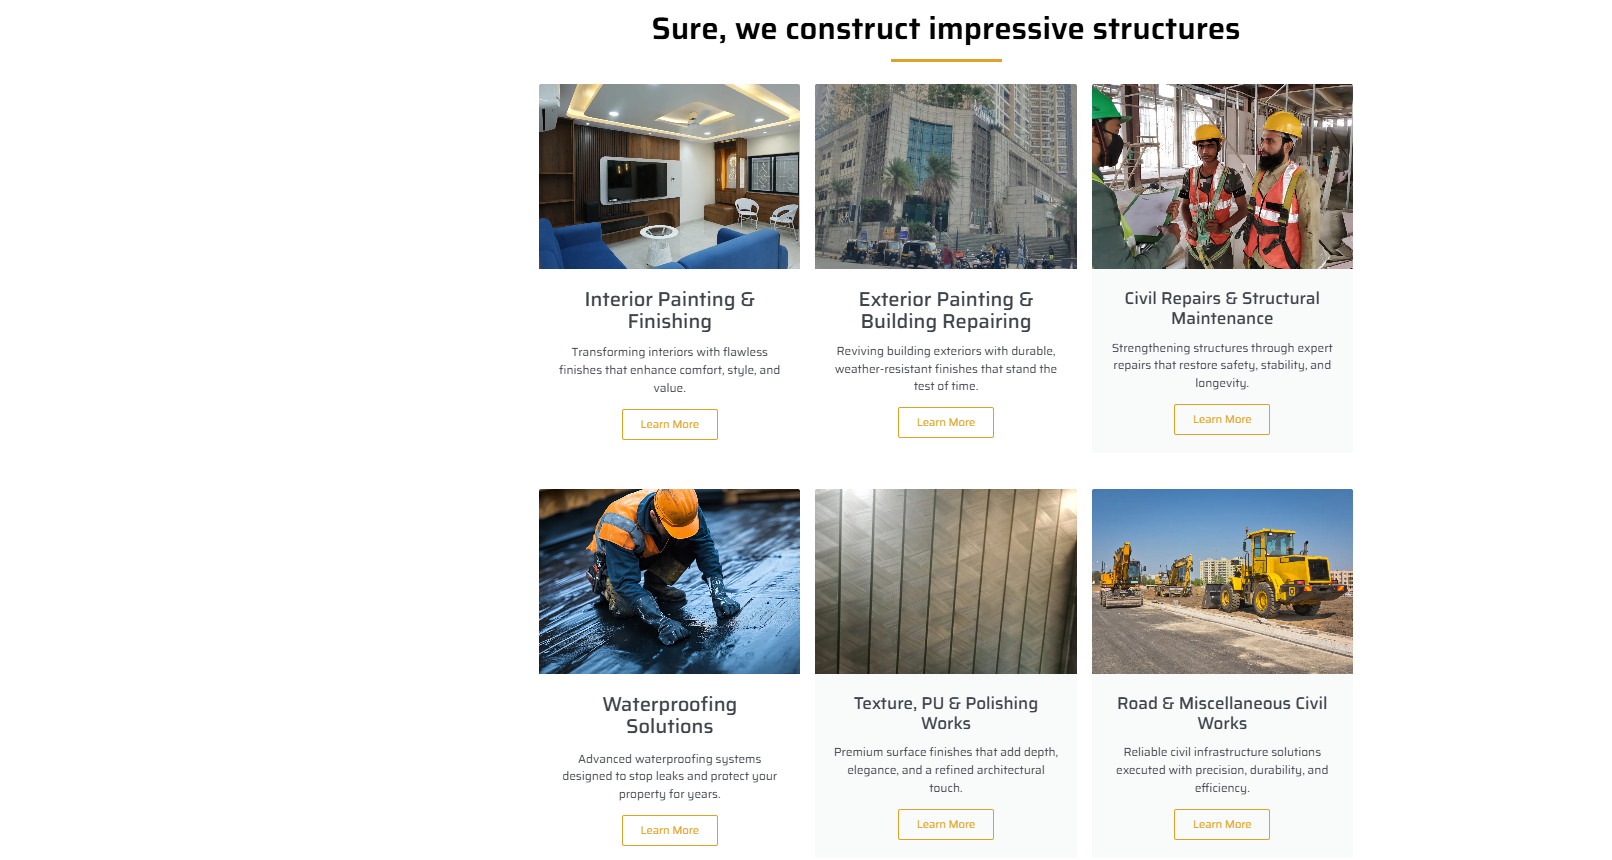 Sure, we construct impressive structures
Interior Painting &
Finishing
Transforming interiors with flawless
finishes that enhance comfort, style, and
value.
Learn More
Exterior Painting &
Building Repairing
Reviving building exteriors with durable,
weather-resistant finishes that stand the
test of time.
Learn More
Civil Repairs & Structural
Maintenance
Strengthening structures through expert
repairs that restore safety, stability, and
longevity.
Learn More
Waterproofing
Solutions
Advanced waterproofing systems
designed to stop leaks and protect your
property for years.
Learn More
Texture, PU & Polishing
Works
Premium surface finishes that add depth,
elegance, and a refined architectural
touch.
Learn More
Road & Miscellaneous Civil
Works
Reliable civil infrastructure solutions
executed with precision, durability, and
efficiency.
Learn More